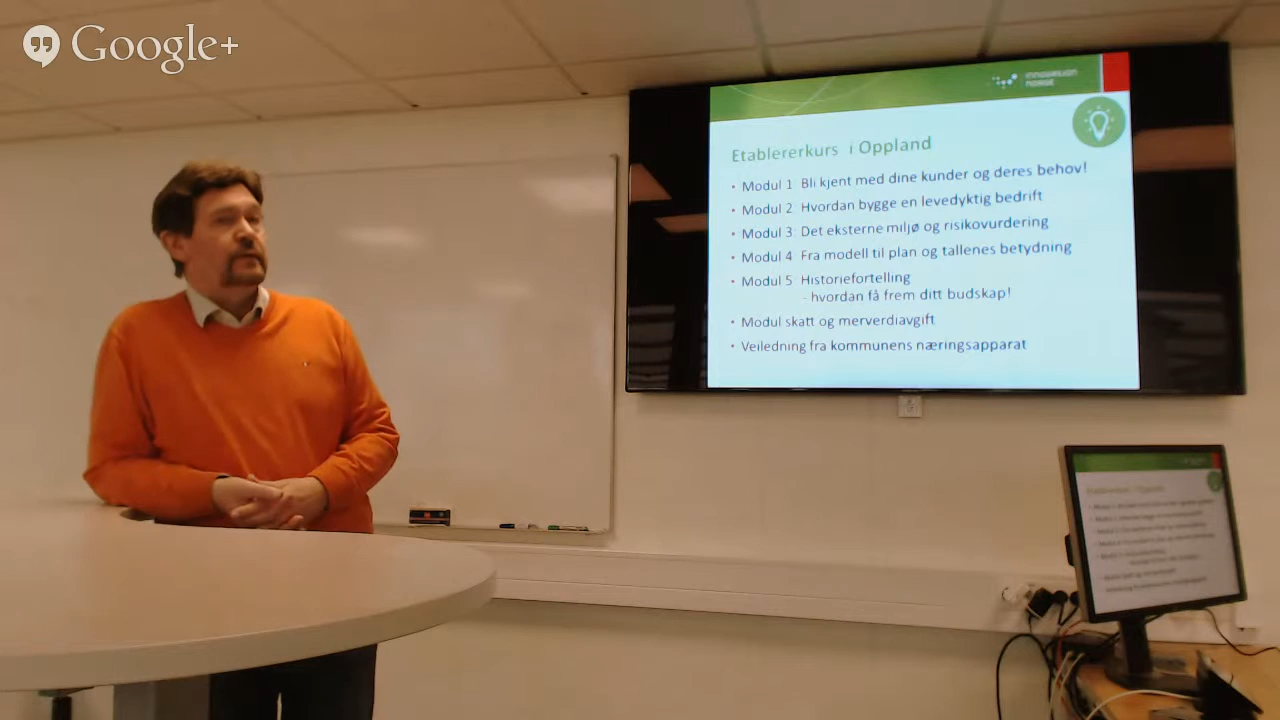 Google+
INNOVASJON
NORGE
Etablererkurs i Oppland
• Modul 1 Bli kjent med dine kunder og deres behov!
• Modul 2 Hvordan bygge en levedyktig bedrift
• Modul 3: Det eksterne miljø og risikovurdering
• Modul 4 Fra modell til plan og tallenes betydning
• Modul 5 Historiefortelling
- hvordan få frem ditt budskap!
• Modul skatt og merverdiavgift
• Veiledning fra kommunens næringsapparat